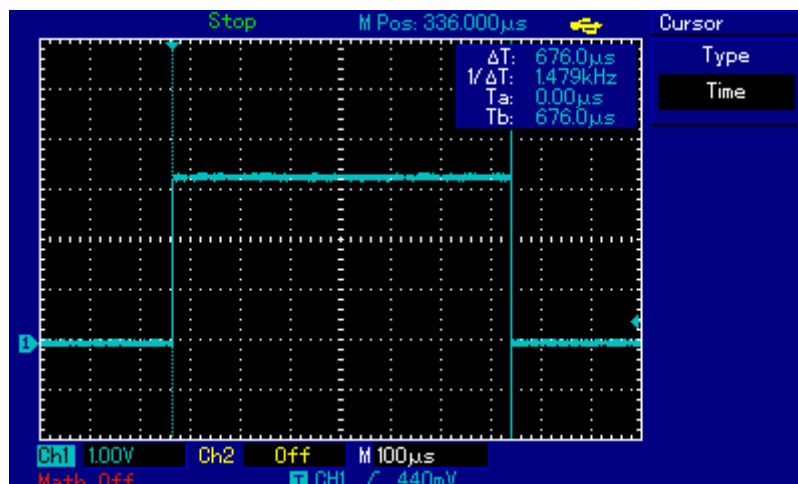 Stop M Pos: 336.000µs Cursor
ΔT: 676.0µs Type
1/ΔT: 1.479kHz
Ta: 0.00µs Time
Tb: 676.0µs
1
Ch1 1.00V Ch2 Off M 100µs
Math Off T CH1 / 440mV